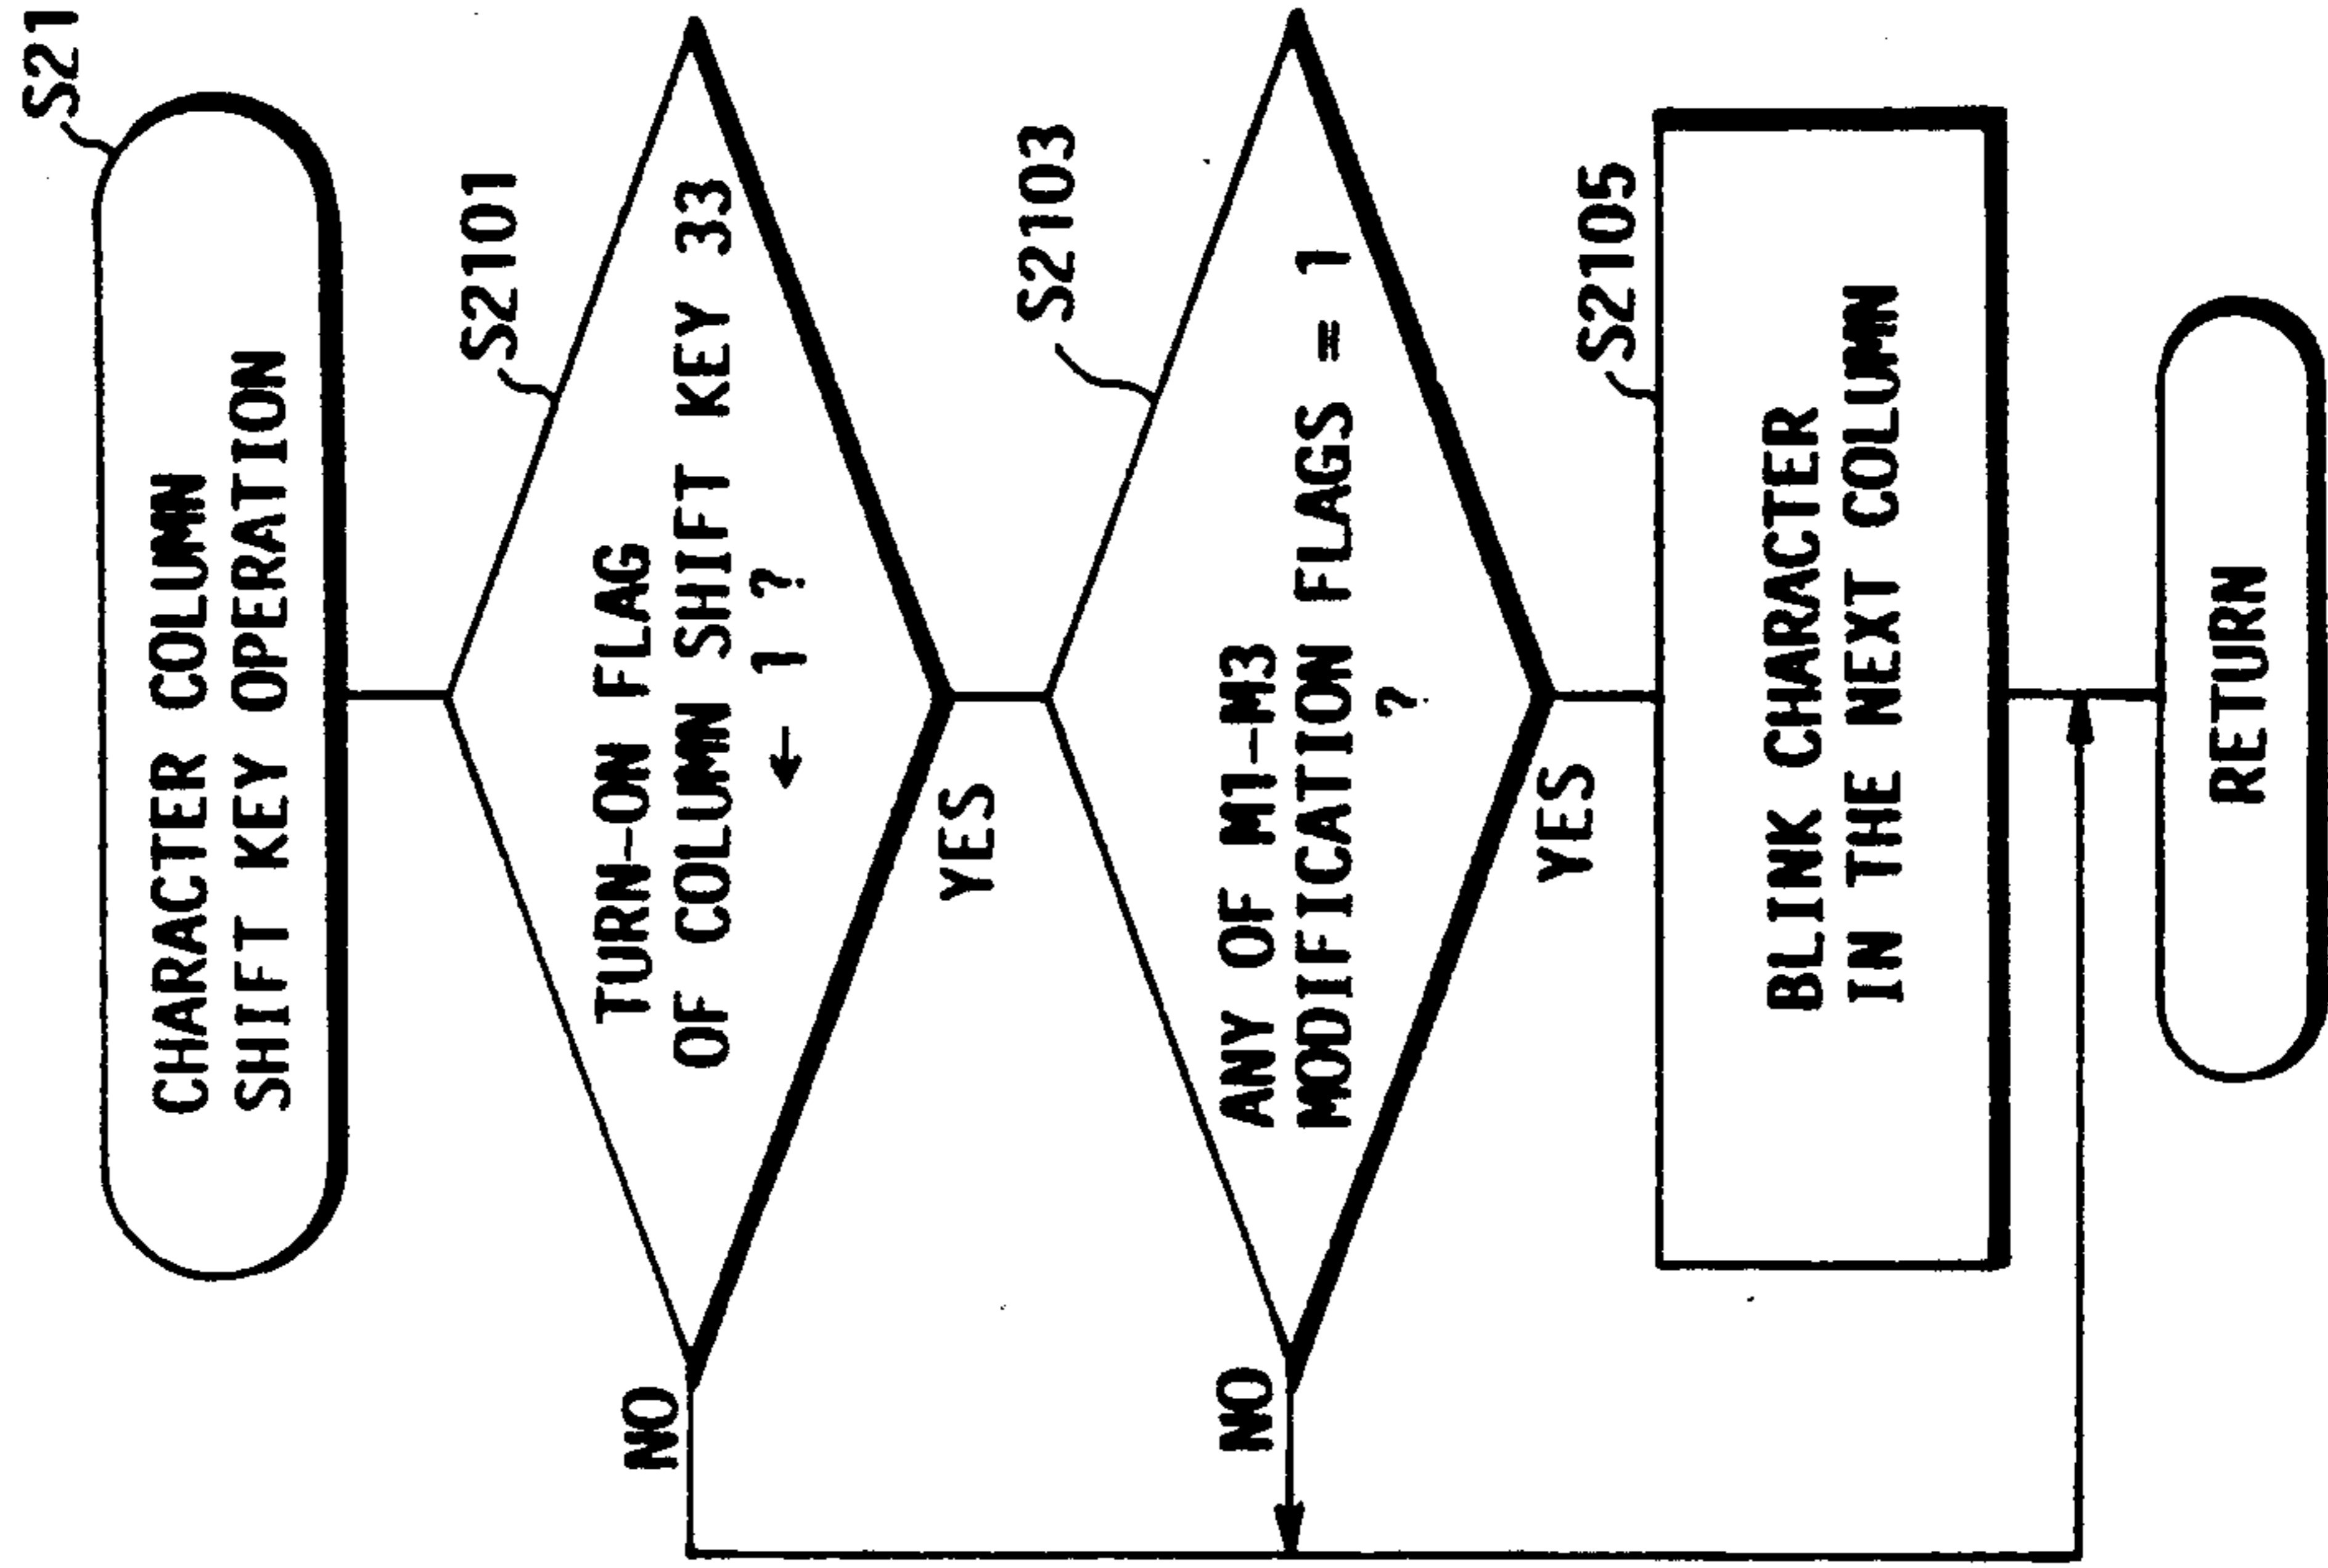 S21
CHARACTER COLUMN
SHIFT KEY OPERATION
S2101
TURN-ON FLAG
OF COLUMN SHIFT KEY 33
← 1 ?
NO
YES
S2103
ANY OF M1-M3
MODIFICATION FLAGS = 1
?
NO
YES
S2105
BLINK CHARACTER
IN THE NEXT COLUMN
RETURN